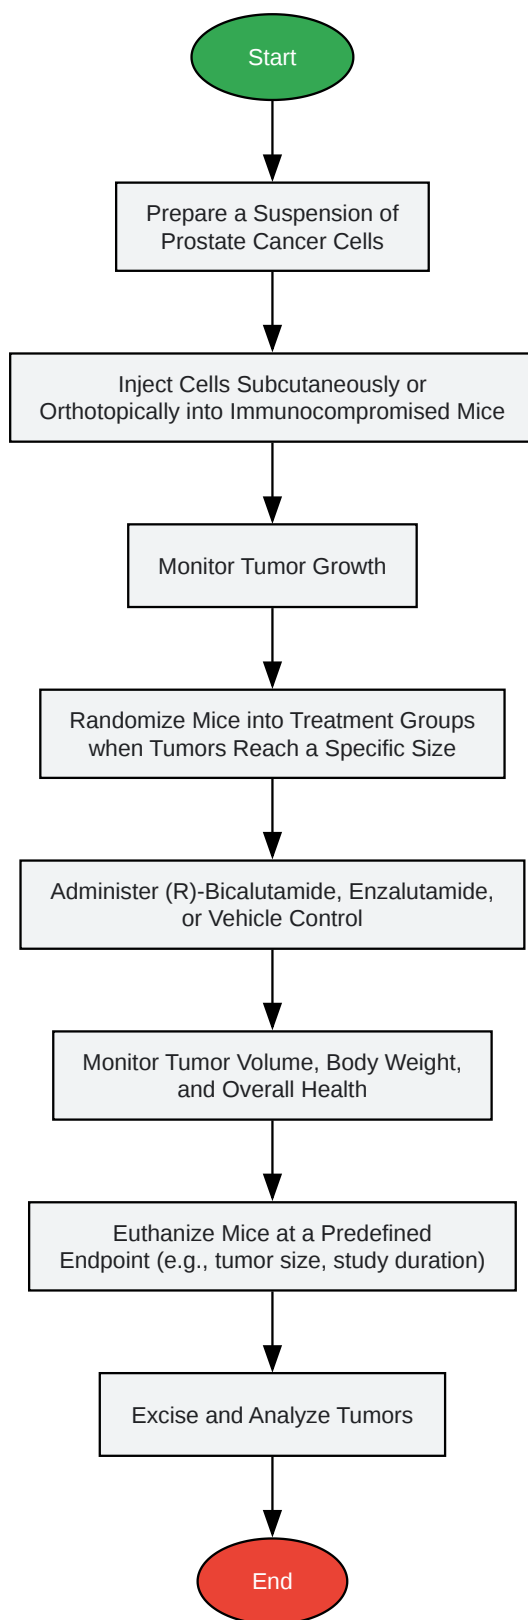 Start
Prepare a Suspension of
Prostate Cancer Cells
Inject Cells Subcutaneously or
Orthotopically into Immunocompromised Mice
Monitor Tumor Growth
Randomize Mice into Treatment Groups
when Tumors Reach a Specific Size
Administer (R)-Bicalutamide, Enzalutamide,
or Vehicle Control
Monitor Tumor Volume, Body Weight,
and Overall Health
Euthanize Mice at a Predefined
Endpoint (e.g., tumor size, study duration)
Excise and Analyze Tumors
End